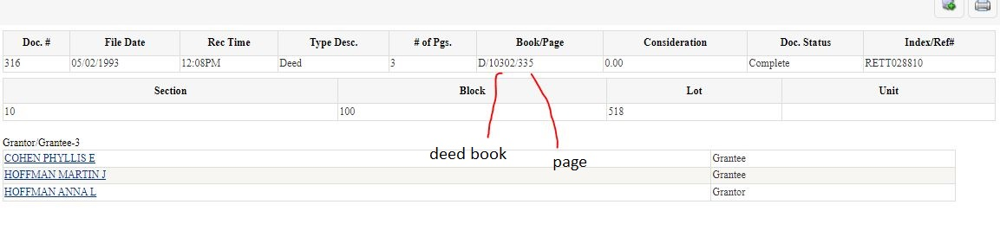 Doc. # File Date Rec Time Type Desc. # of Pgs. Book/Page Consideration Doc. Status Index/Ref#
316 05/02/1993 12:08PM Deed 3 D/10302/335 0.00 Complete RETT028810
Section Block Lot Unit
10 100 518
Grantor/Grantee-3
deed book page
COHEN PHYLLIS E Grantee
HOFFMAN MARTIN J Grantee
HOFFMAN ANNA L Grantor